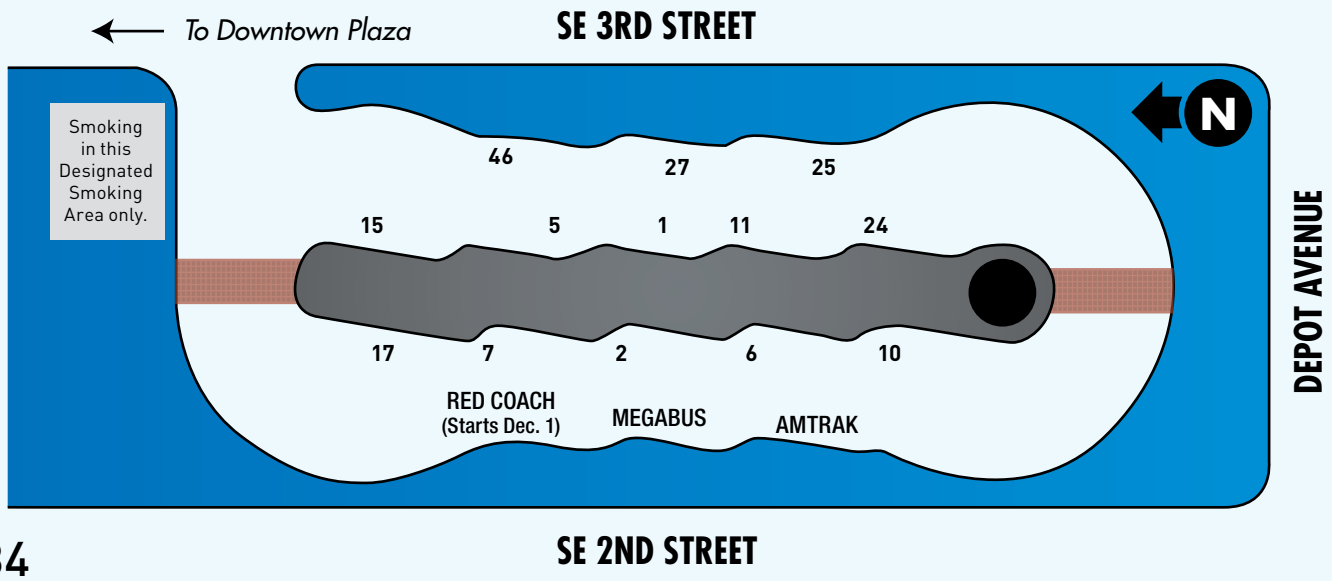 To Downtown Plaza
SE 3RD STREET
N
Smoking
in this
Designated
Smoking
Area only.
46
27
25
15
5
1
11
24
DEPOT AVENUE
17
7
2
6
10
RED COACH
(Starts Dec. 1)
MEGABUS
AMTRAK
SE 2ND STREET